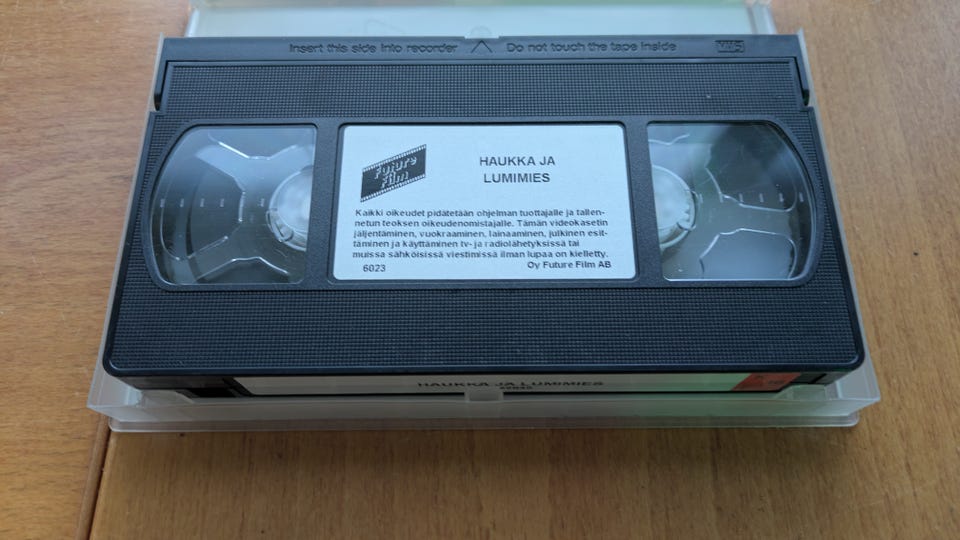 Insert this side into recorder Do not touch the tape inside VHS
Future Film
HAUKKA JA
LUMIMIES
Kaikki oikeudet pidätetään ohjelman tuottajalle ja tallen-
netun teoksen oikeudenomistajalle. Tämän videokasetin
jäljentäminen, vuokraaminen, lainaaminen, julkinen esit-
täminen ja käyttäminen tv- ja radiolähetyksissä tai
muissa sähköisissä viestimissä ilman lupaa on kielletty.
6023 Oy Future Film AB
HAUKKA JA LUMIMIES